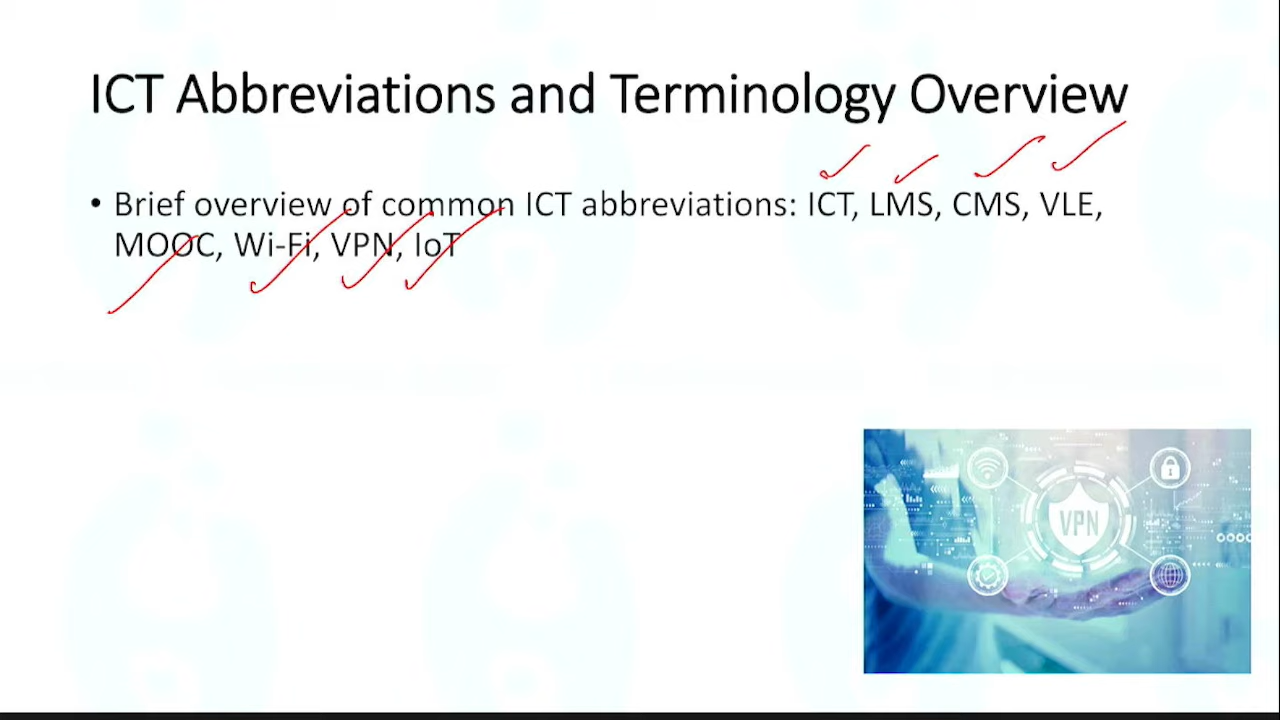 ICT Abbreviations and Terminology Overview
• Brief overview of common ICT abbreviations: ICT, LMS, CMS, VLE,
MOOC, Wi-Fi, VPN, IoT
VPN